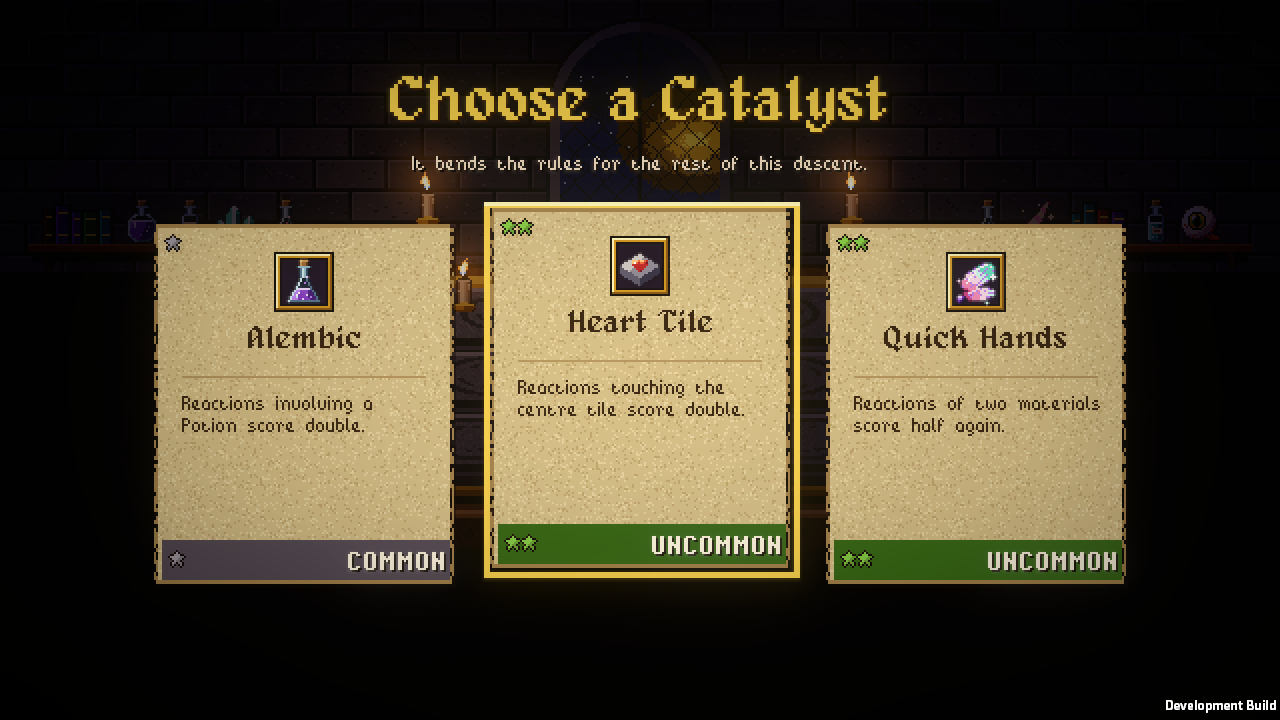 Choose a Catalyst
It bends the rules for the rest of this descent.
Alembic
Reactions involving a
Potion score double.
COMMON
Heart Tile
Reactions touching the
centre tile score double.
UNCOMMON
Quick Hands
Reactions of two materials
score half again.
UNCOMMON
Development Build